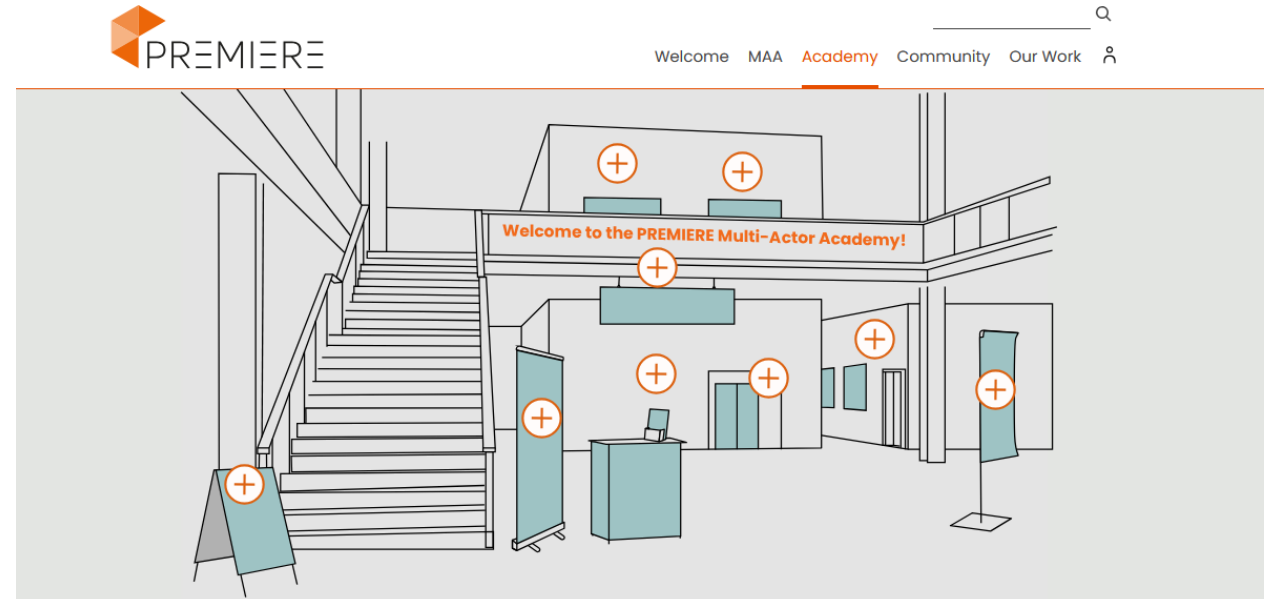 PREMIERE
Welcome MAA Academy Community Our Work
Welcome to the PREMIERE Multi-Actor Academy!